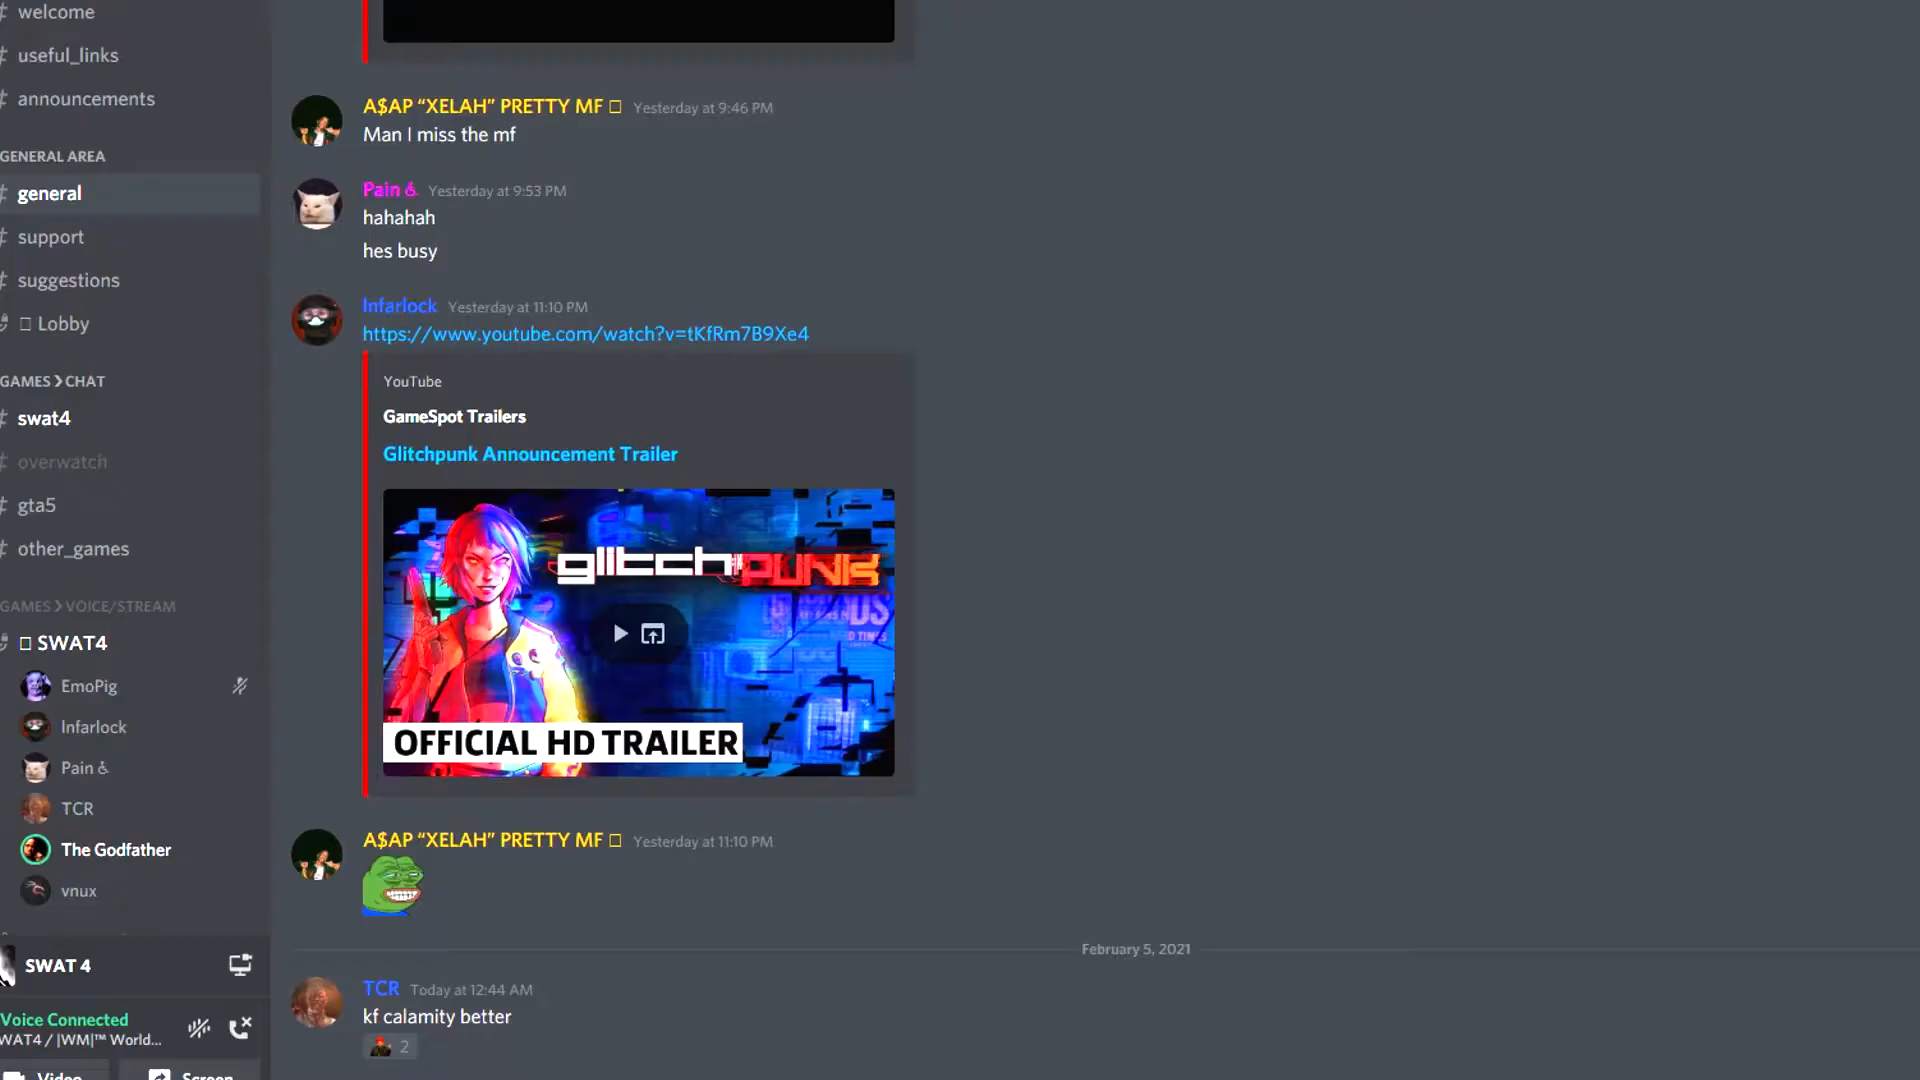 welcome
useful_links
announcements
GENERAL AREA
general
support
suggestions
Lobby
GAMES ❯ CHAT
swat4
overwatch
gta5
other_games
GAMES ❯ VOICE/STREAM
SWAT4
EmoPig
Infarlock
Pain ♿
TCR
The Godfather
vnux
SWAT 4
Voice Connected
WAT4 / |WM|™ World...
Video
Screen
A$AP “XELAH” PRETTY MF Yesterday at 9:46 PM
Man I miss the mf
Pain ♿ Yesterday at 9:53 PM
hahahah
hes busy
Infarlock Yesterday at 11:10 PM
https://www.youtube.com/watch?v=tKfRm7B9Xe4
YouTube
GameSpot Trailers
Glitchpunk Announcement Trailer
glitchpunk
OFFICIAL HD TRAILER
A$AP “XELAH” PRETTY MF Yesterday at 11:10 PM
February 5, 2021
TCR Today at 12:44 AM
kf calamity better
2